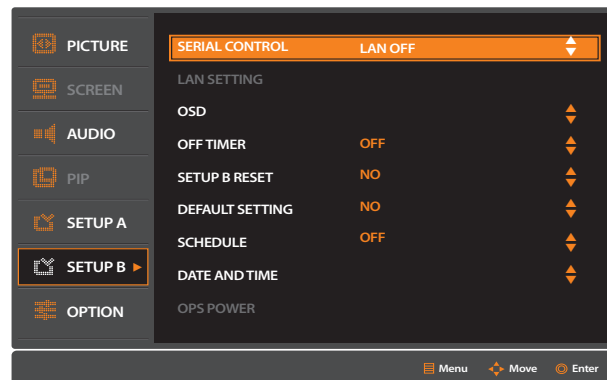 PICTURE
SCREEN
AUDIO
PIP
SETUP A
SETUP B
OPTION
SERIAL CONTROL LAN OFF
LAN SETTING
OSD
OFF TIMER OFF
SETUP B RESET NO
DEFAULT SETTING NO
SCHEDULE OFF
DATE AND TIME
OPS POWER
Menu Move Enter